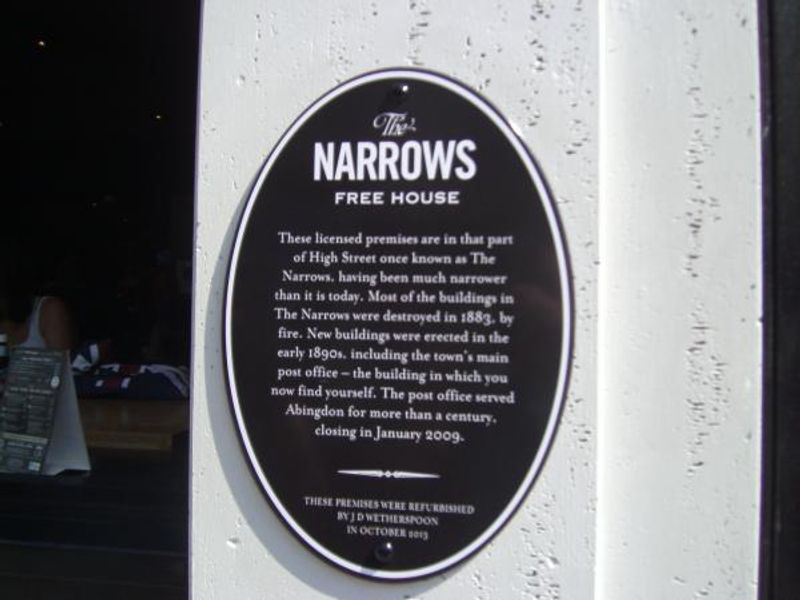 The
NARROWS
FREE HOUSE
These licensed premises are in that part
of High Street once known as The
Narrows, having been much narrower
than it is today. Most of the buildings in
The Narrows were destroyed in 1883, by
fire. New buildings were erected in the
early 1890s, including the town's main
post office – the building in which you
now find yourself. The post office served
Abingdon for more than a century,
closing in January 2009.
THESE PREMISES WERE REFURBISHED
BY J D WETHERSPOON
IN OCTOBER 2013